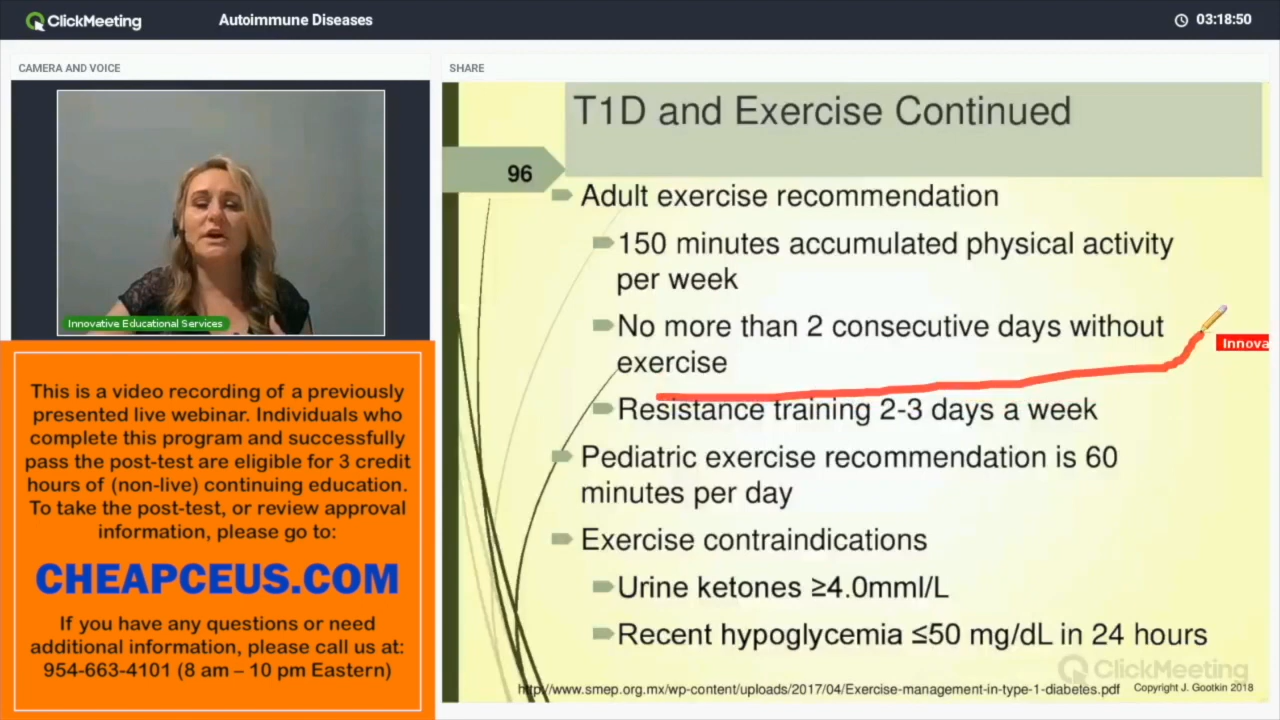 ClickMeeting
Autoimmune Diseases
03:18:50
CAMERA AND VOICE
SHARE
Innovative Educational Services
This is a video recording of a previously
presented live webinar. Individuals who
complete this program and successfully
pass the post-test are eligible for 3 credit
hours of (non-live) continuing education.
To take the post-test, or review approval
information, please go to:
CHEAPCEUS.COM
If you have any questions or need
additional information, please call us at:
954-663-4101 (8 am – 10 pm Eastern)
T1D and Exercise Continued
96
Adult exercise recommendation
150 minutes accumulated physical activity
per week
No more than 2 consecutive days without
exercise
Innova
Resistance training 2-3 days a week
Pediatric exercise recommendation is 60
minutes per day
Exercise contraindications
Urine ketones ≥4.0mml/L
Recent hypoglycemia ≤50 mg/dL in 24 hours
ClickMeeting
http://www.smep.org.mx/wp-content/uploads/2017/04/Exercise-management-in-type-1-diabetes.pdf
Copyright J. Gootkin 2018